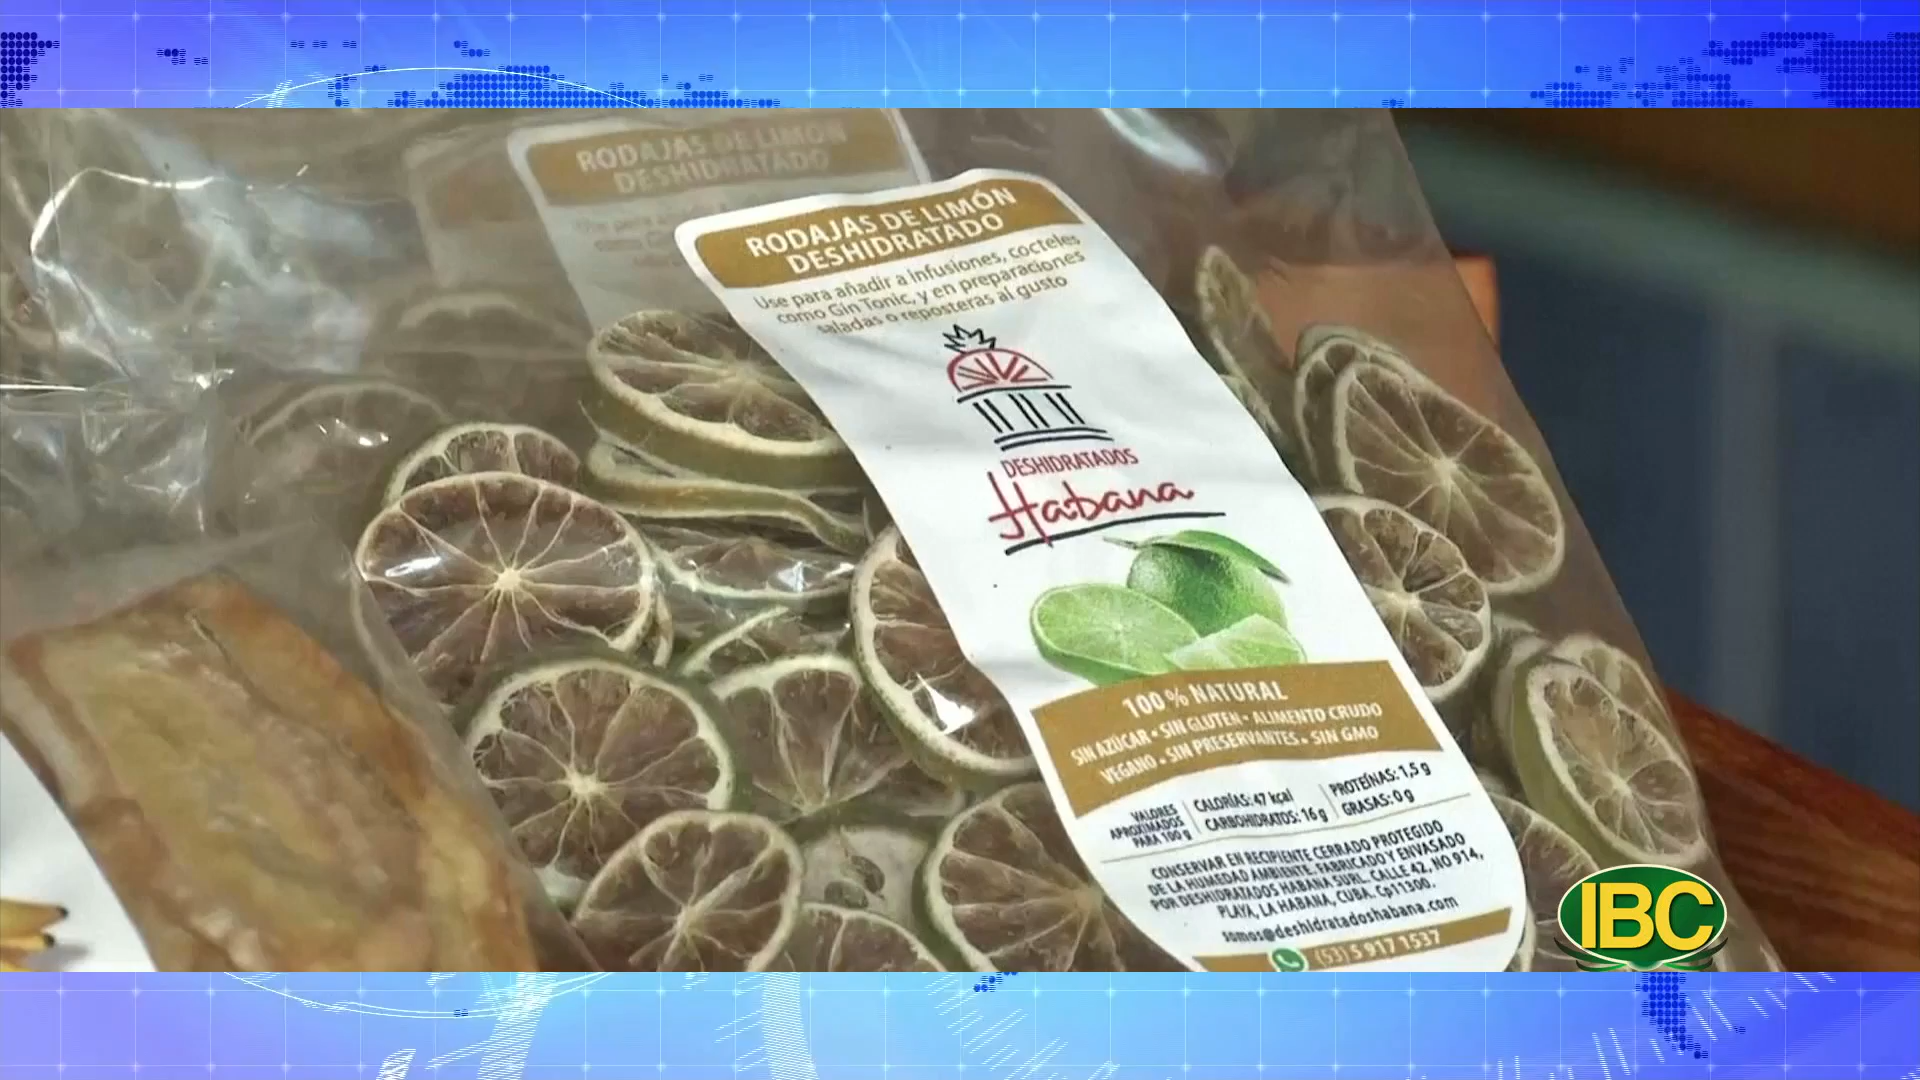 RODAJAS DE LIMÓN
DESHIDRATADO
RODAJAS DE LIMÓN
DESHIDRATADO
Use para añadir a infusiones, cocteles
como Gin Tonic, y en preparaciones
saladas o reposteras al gusto
DESHIDRATADOS
Habana
100 % NATURAL
SIN AZÚCAR • SIN GLUTEN • ALIMENTO CRUDO
VEGANO • SIN PRESERVANTES • SIN GMO
VALORES
APROXIMADOS
PARA 100 g
CALORÍAS: 47 kcal
CARBOHIDRATOS: 16 g
PROTEÍNAS: 1,5 g
GRASAS: 0 g
CONSERVAR EN RECIPIENTE CERRADO PROTEGIDO
DE LA HUMEDAD AMBIENTE. FABRICADO Y ENVASADO
POR DESHIDRATADOS HABANA SURL. CALLE 42, NO 914,
PLAYA, LA HABANA, CUBA. Cp11300.
somos@deshidratadoshabana.com
(53) 5 917 1537
IBC